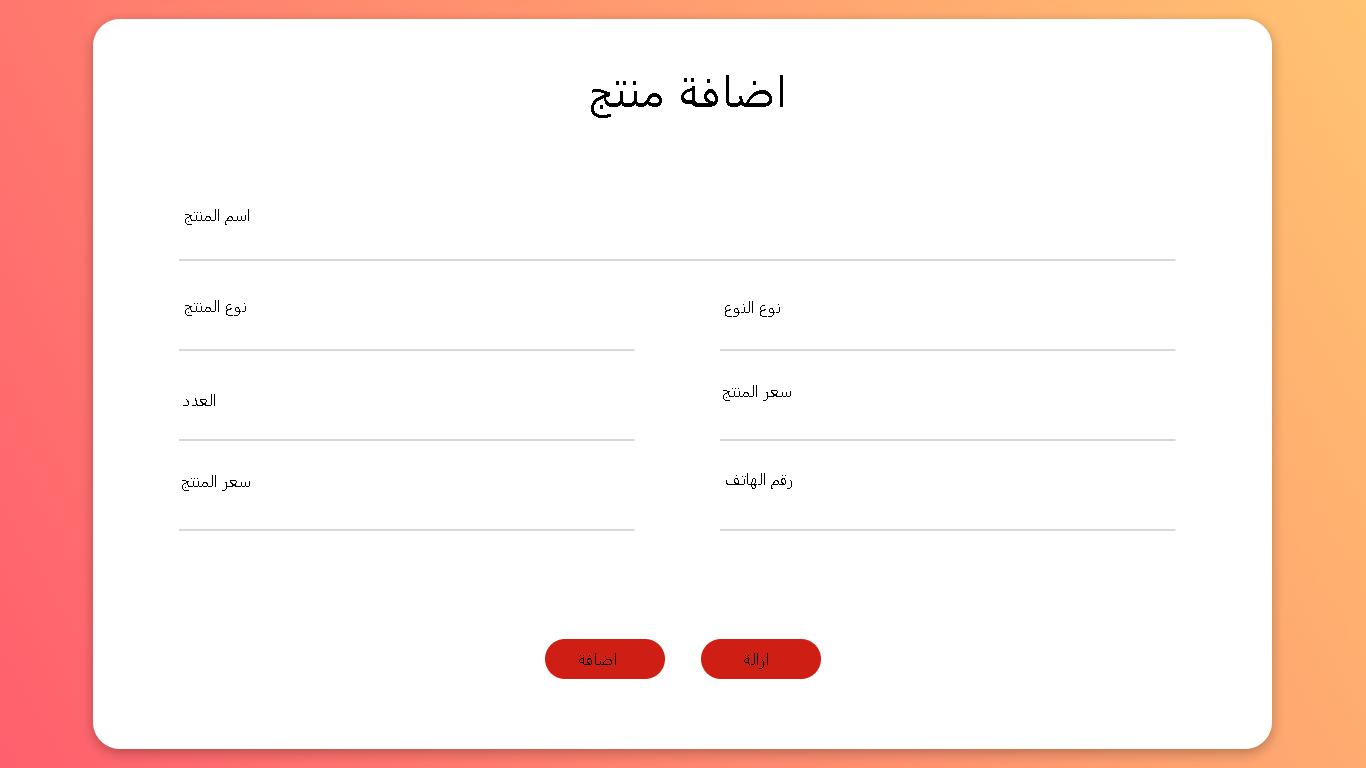 اضافة منتج
اسم المنتج
نوع النوع
نوع المنتج
سعر المنتج
العدد
رقم الهاتف
سعر المنتج
ازالة
اضافة